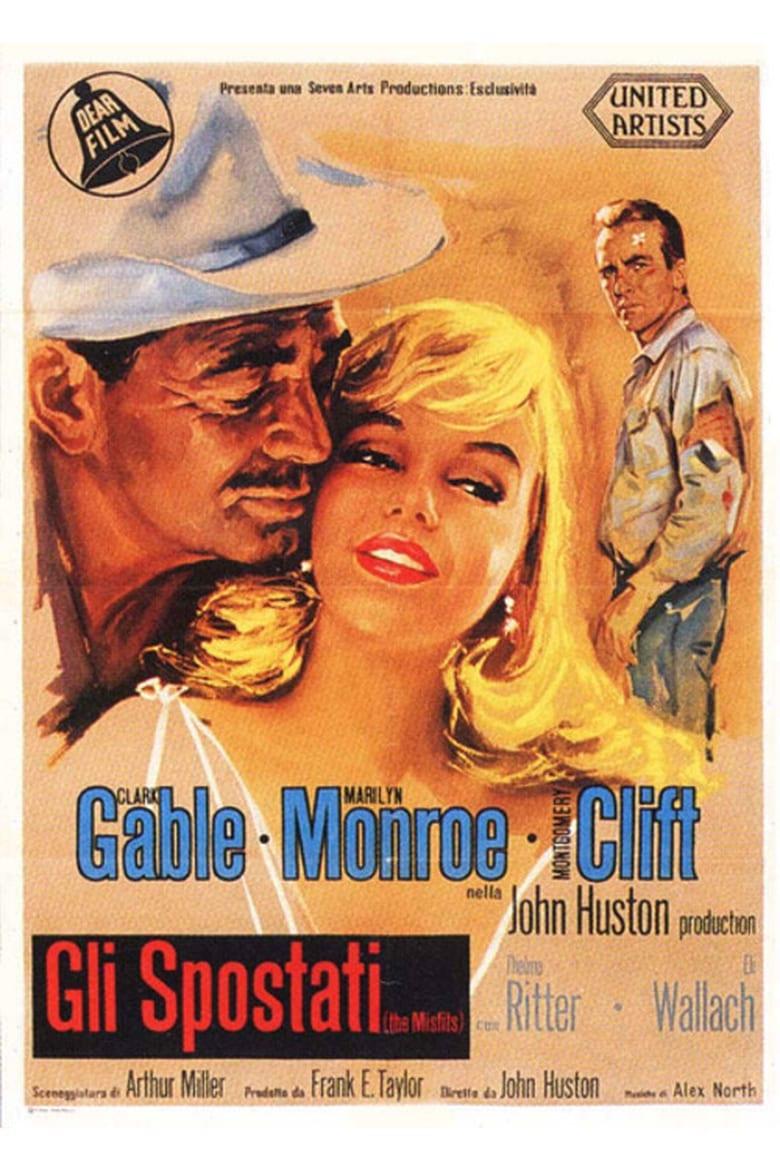 DEAR
FILM
Presenta una Seven Arts Productions: Esclusività
UNITED
ARTISTS
CLARK
Gable · MARILYN
Monroe · MONTGOMERY
Clift
nella John Huston production
Gli Spostati (the Misfits)
con Thelma Ritter · Eli Wallach
Sceneggiatura di Arthur Miller Prodotto da Frank E. Taylor Diretto da John Huston Musiche di Alex North